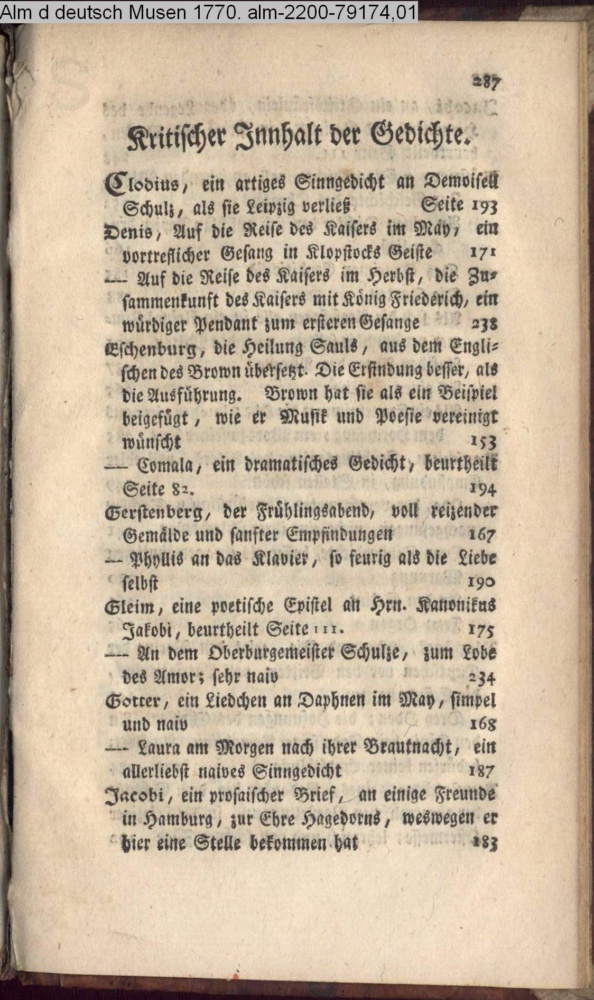 Alm d deutsch Musen 1770. alm-2200-79174,01
287
Kritischer Innhalt der Gedichte.
Clodius, ein artiges Sinngedicht an Demoisell
Schulz, als sie Leipzig verließ Seite 193
Denis, Auf die Reise des Kaisers im May, ein
vortreflicher Gesang in Klopstocks Geiste 171
— Auf die Reise des Kaisers im Herbst, die Zu-
sammenkunft des Kaisers mit König Friederich, ein
würdiger Pendant zum ersteren Gesange 238
Eschenburg, die Heilung Sauls, aus dem Engli-
schen des Brown übersetzt. Die Erfindung besser, als
die Ausführung. Brown hat sie als ein Beispiel
beigefügt, wie er Musik und Poesie vereinigt
wünscht 153
— Comala, ein dramatisches Gedicht, beurtheilt
Seite 82. 194
Gerstenberg, der Frühlingsabend, voll reizender
Gemälde und sanfter Empfindungen 167
— Phyllis an das Klavier, so feurig als die Liebe
selbst 190
Gleim, eine poetische Epistel an Hrn. Kanonikus
Jakobi, beurtheilt Seite 111. 175
— An dem Oberburgemeister Schulze, zum Lobe
des Amor; sehr naiv 234
Gotter, ein Liedchen an Daphnen im May, simpel
und naiv 168
— Laura am Morgen nach ihrer Brautnacht, ein
allerliebst naives Sinngedicht 187
Jacobi, ein prosaischer Brief, an einige Freunde
in Hamburg, zur Ehre Hagedorns, weswegen er
hier eine Stelle bekommen hat 183